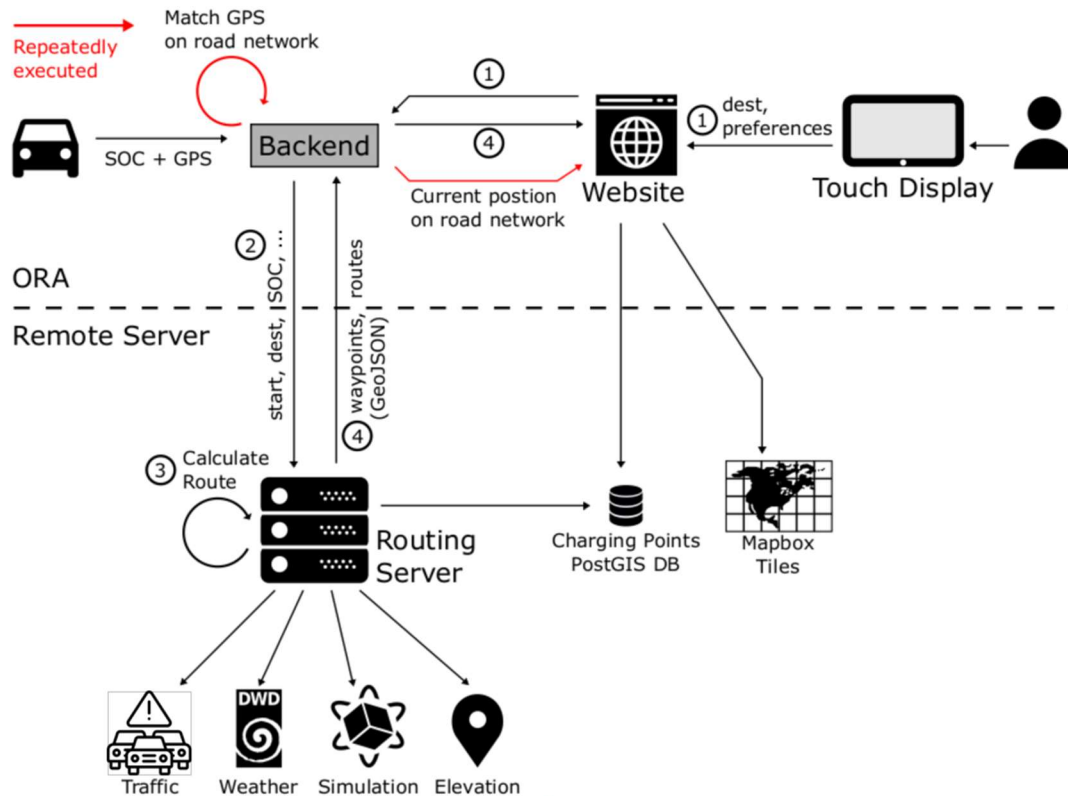 Match GPS
on road network
Repeatedly
executed
1
SOC + GPS
Backend
4
Current postion
on road network
Website
1
dest,
preferences
Touch Display
2
start, dest, SOC, ...
waypoints, routes
(GeoJSON)
4
ORA
Remote Server
3
Calculate
Route
Routing
Server
Charging Points
PostGIS DB
Mapbox
Tiles
Traffic
DWD
Weather
Simulation
Elevation